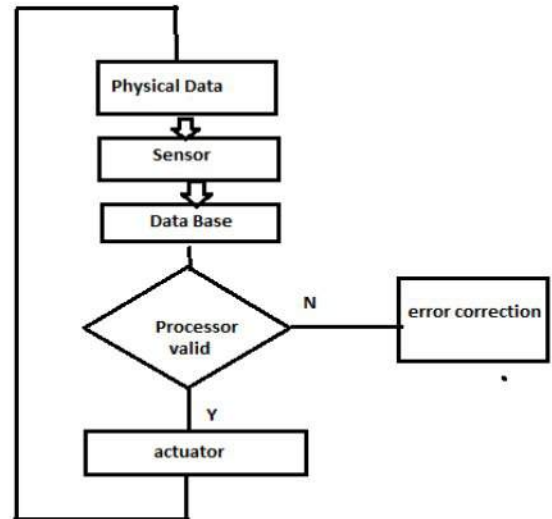 Physical Data
Sensor
Data Base
Processor
valid
N
error correction
Y
actuator